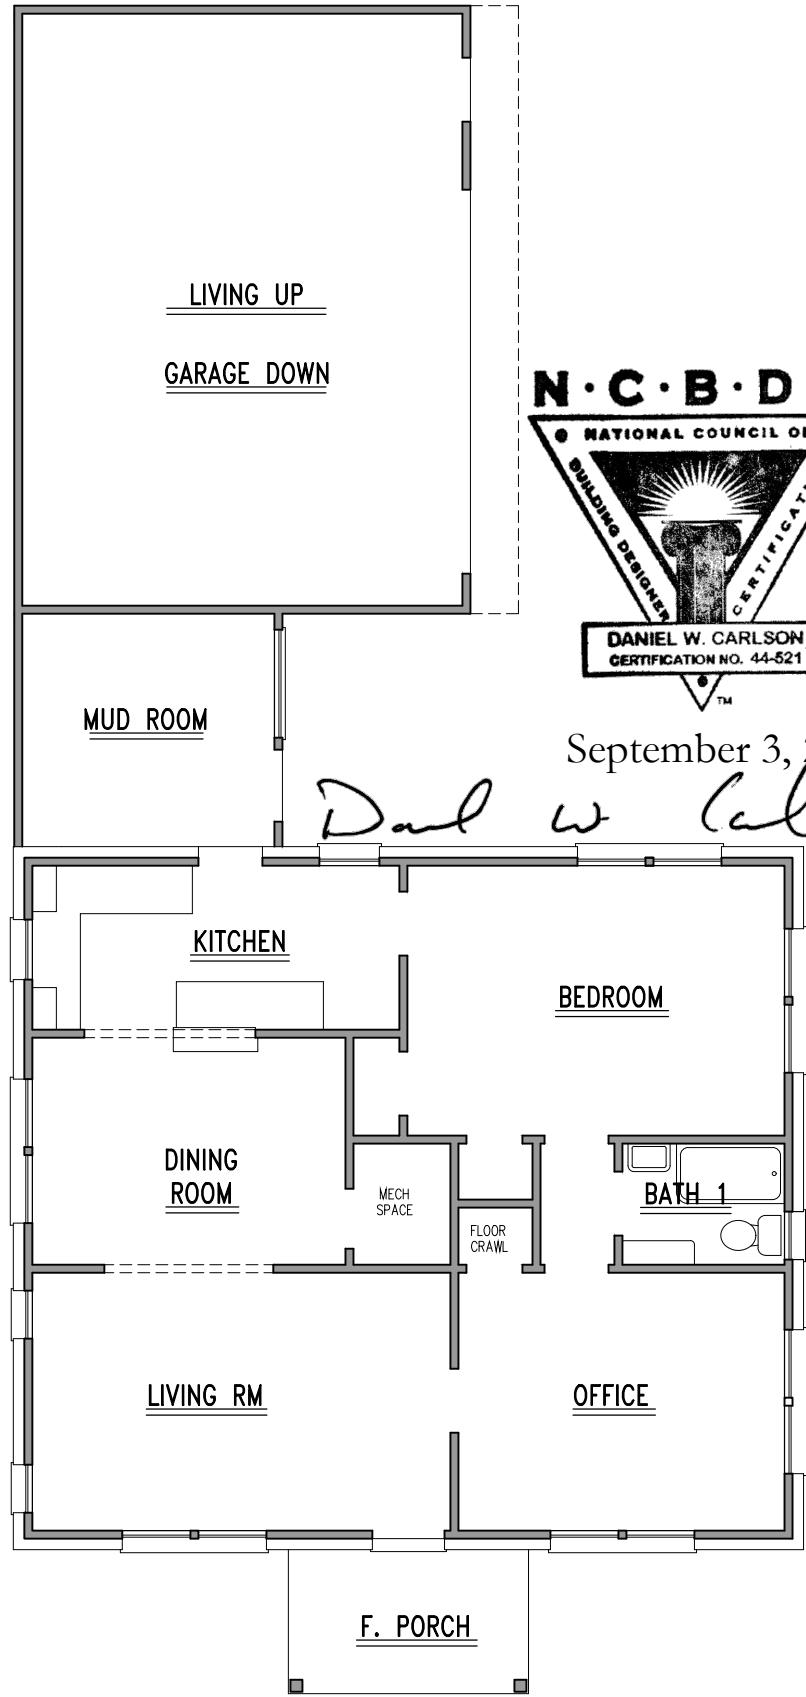 LIVING UP
GARAGE DOWN
N·C·B·D
NATIONAL COUNCIL OF
BUILDING DESIGNER
DANIEL W. CARLSON
CERTIFICATION NO. 44-521
TM
September 3,
MUD ROOM
KITCHEN
BEDROOM
DINING
ROOM
MECH
SPACE
BATH 1
FLOOR
CRAWL
LIVING RM
OFFICE
F. PORCH